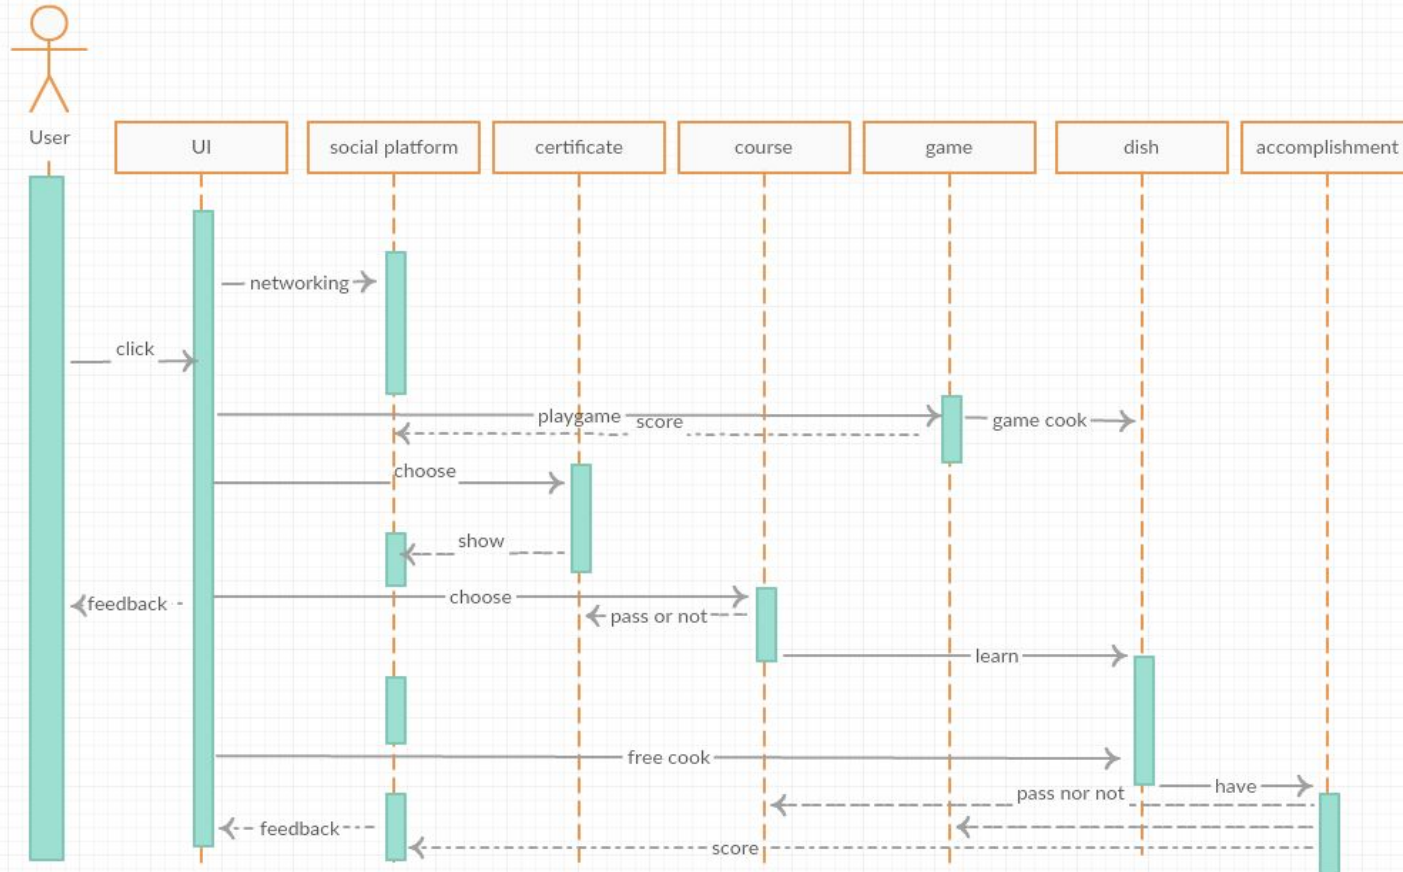 User
UI
social platform
certificate
course
game
dish
accomplishment
networking
click
playgame
score
game cook
choose
show
choose
feedback
pass or not
learn
free cook
have
pass nor not
feedback
score